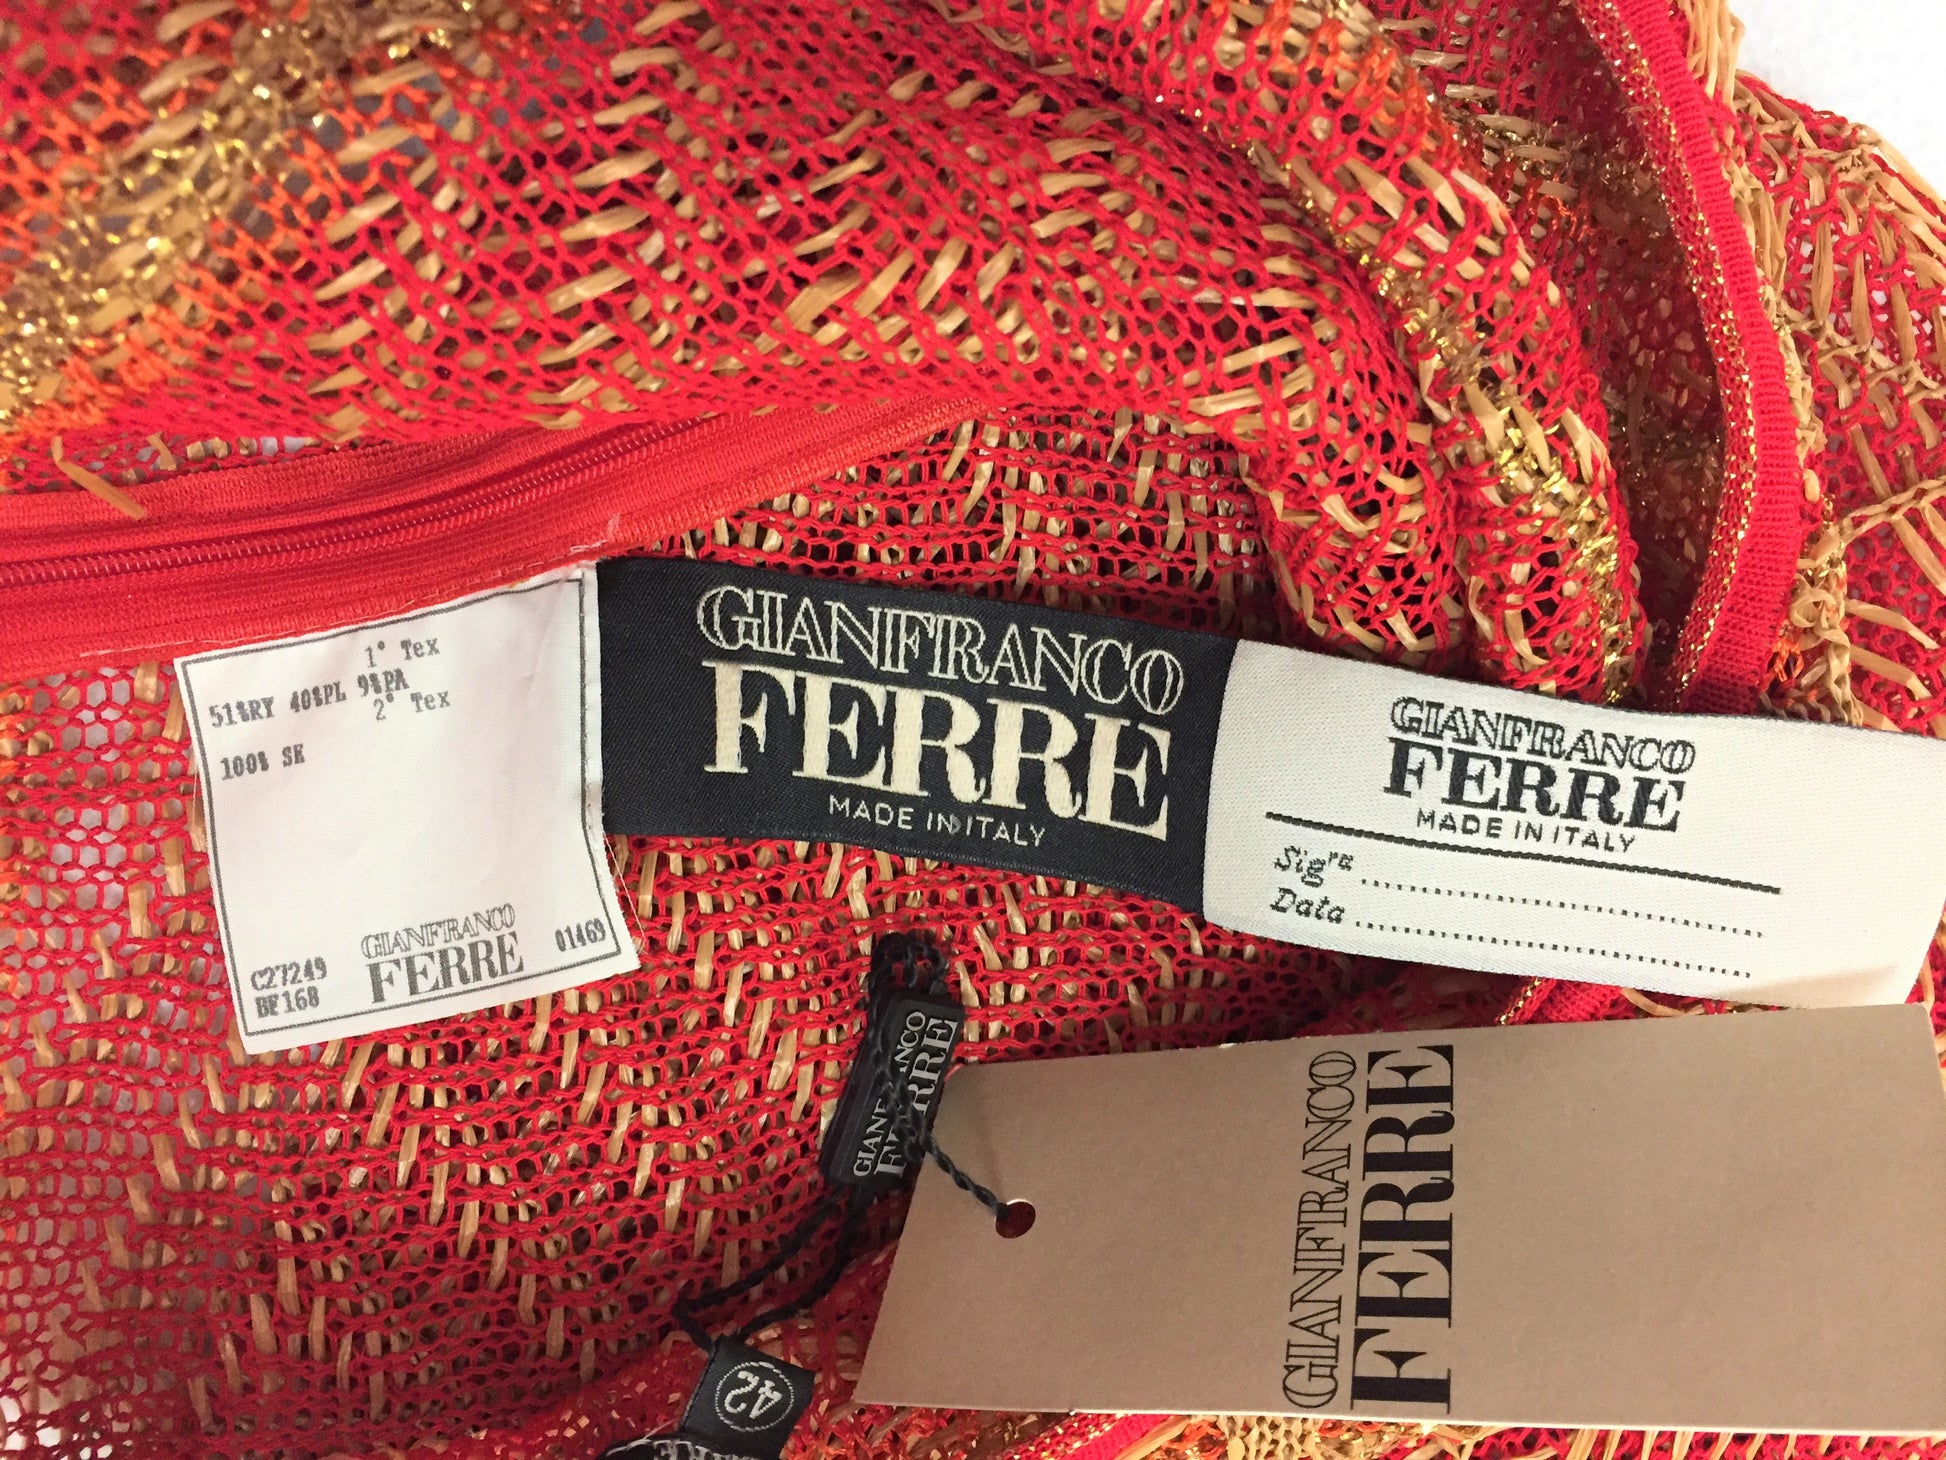 1° Tex
51%RY 40%PL 9%PA
2° Tex
100% SE
GIANFRANCO
FERRE
01469
C27249
BF168
GIANFRANCO
FERRE
MADE IN ITALY
GIANFRANCO
FERRE
MADE IN ITALY
Sig.ra
Data
GIANFRANCO
FERRE
GIANFRANCO
FERRE
42